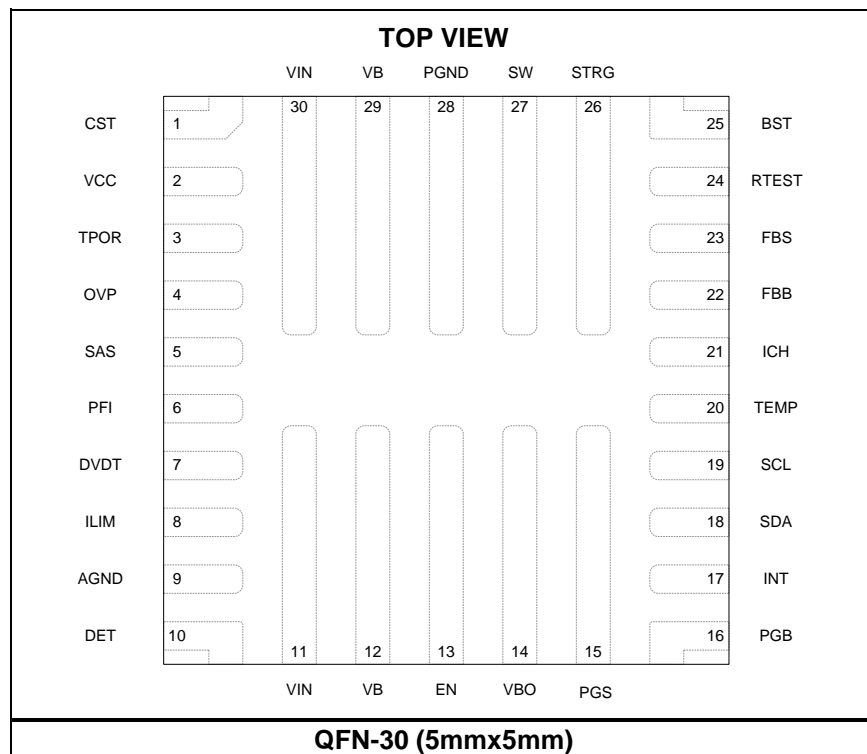 TOP VIEW
VIN VB PGND SW STRG
30 29 28 27 26
CST 1 25 BST
VCC 2 24 RTEST
TPOR 3 23 FBS
OVP 4 22 FBB
SAS 5 21 ICH
PFI 6 20 TEMP
DVDT 7 19 SCL
ILIM 8 18 SDA
AGND 9 17 INT
DET 10 16 PGB
11 12 13 14 15
VIN VB EN VBO PGS
QFN-30 (5mmx5mm)